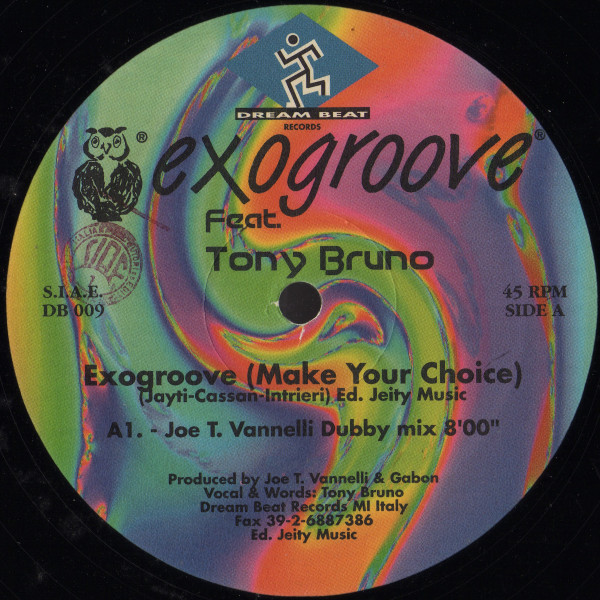 DREAM BEAT
RECORDS
® exogroove®
Feat.
Tony Bruno
S.I.A.E.
DB 009
45 RPM
SIDE A
Exogroove (Make Your Choice)
(Jayti-Cassan-Intrieri) Ed. Jeity Music
A1. - Joe T. Vannelli Dubby mix 8'00"
Produced by Joe T. Vannelli & Gabon
Vocal & Words: Tony Bruno
Dream Beat Records MI Italy
Fax 39-2-6887386
Ed. Jeity Music